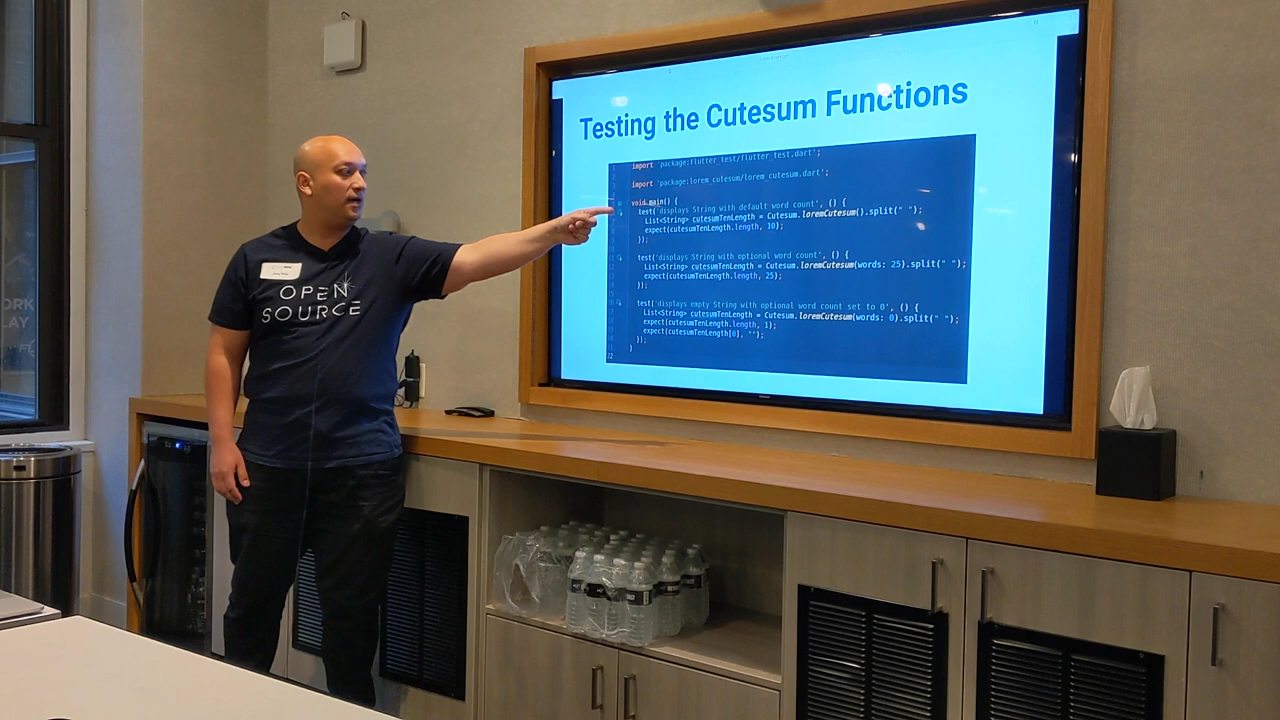 Testing the Cutesum Functions
import 'package:flutter_test/flutter_test.dart';
import 'package:lorem_cutesum/lorem_cutesum.dart';
void main() {
test('displays String with default word count', () {
List<String> cutesumTenLength = Cutesum.loremCutesum().split(" ");
expect(cutesumTenLength.length, 10);
});
test('displays String with optional word count', () {
List<String> cutesumTenLength = Cutesum.loremCutesum(words: 25).split(" ");
expect(cutesumTenLength.length, 25);
});
test('displays empty String with optional word count set to 0', () {
List<String> cutesumTenLength = Cutesum.loremCutesum(words: 0).split(" ");
expect(cutesumTenLength.length, 1);
expect(cutesumTenLength[0], "");
});
}
22
OPEN
SOURCE
ORK
LAY